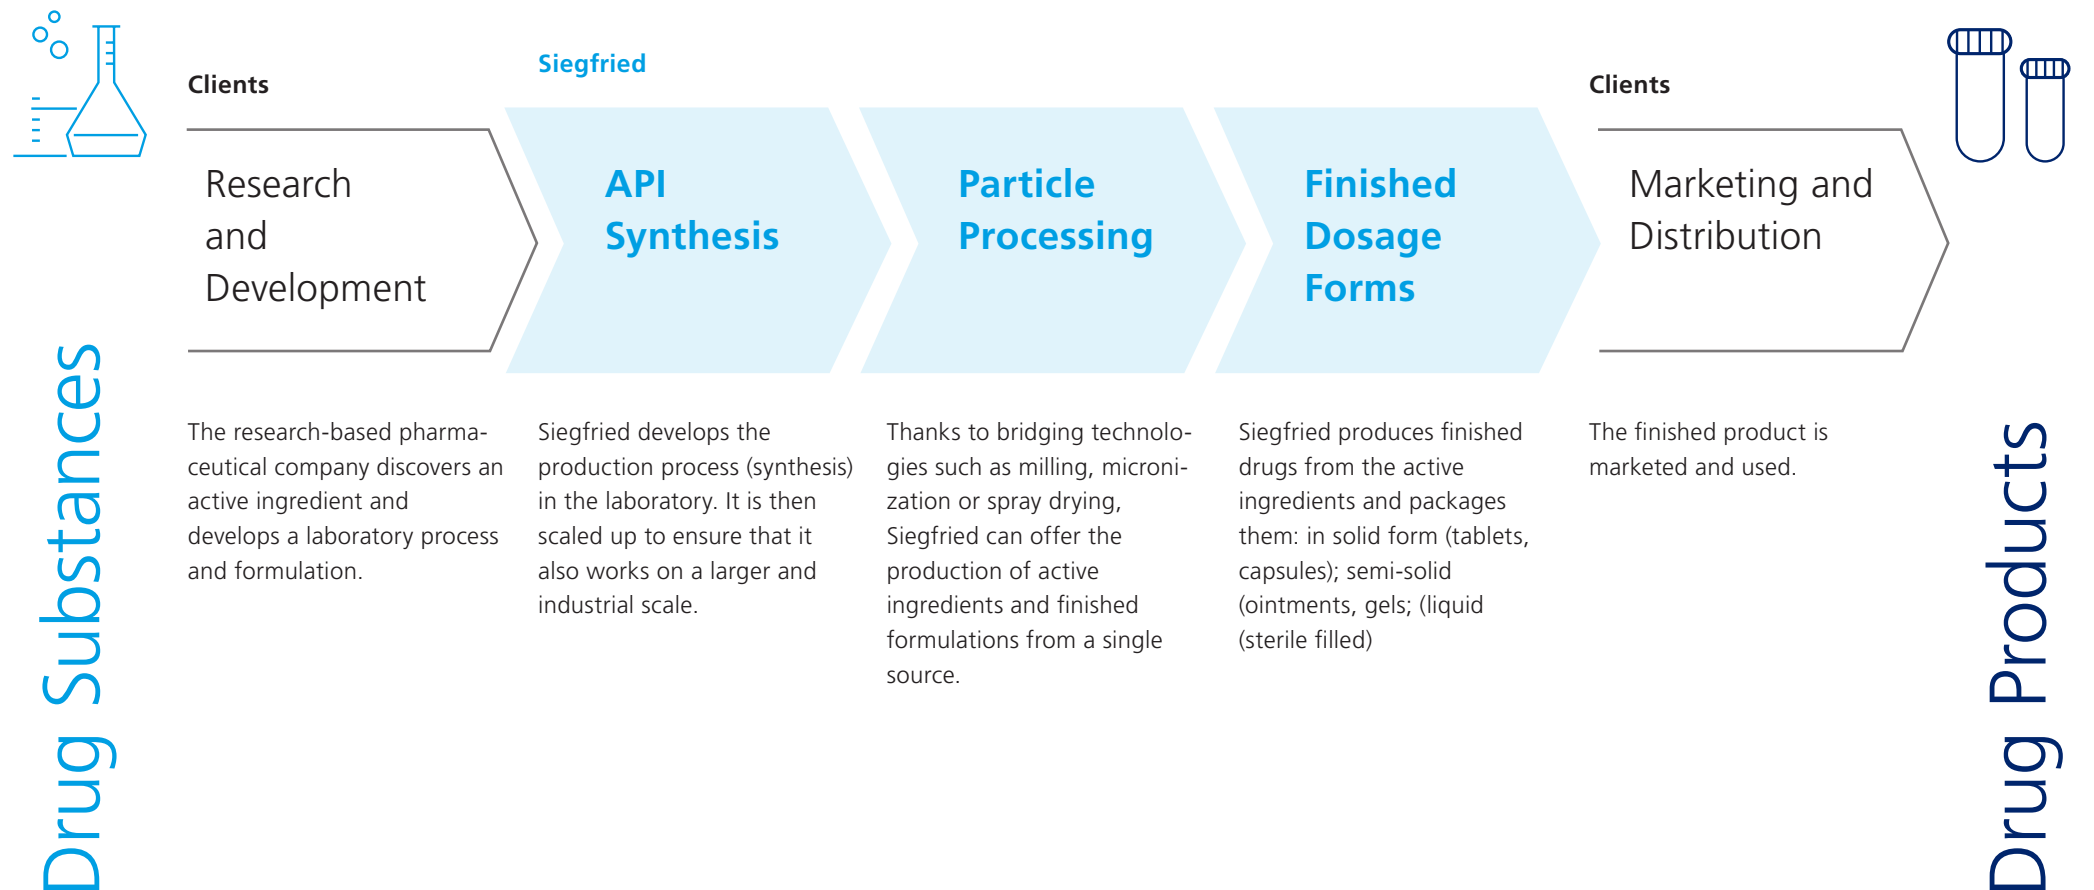 Drug Substances
Clients
Research
and
Development
The research-based pharma-
ceutical company discovers an
active ingredient and
develops a laboratory process
and formulation.
Siegfried
API
Synthesis
Siegfried develops the
production process (synthesis)
in the laboratory. It is then
scaled up to ensure that it
also works on a larger and
industrial scale.
Particle
Processing
Thanks to bridging technolo-
gies such as milling, microni-
zation or spray drying,
Siegfried can offer the
production of active
ingredients and finished
formulations from a single
source.
Finished
Dosage
Forms
Siegfried produces finished
drugs from the active
ingredients and packages
them: in solid form (tablets,
capsules); semi-solid
(ointments, gels; (liquid
(sterile filled)
Clients
Marketing and
Distribution
The finished product is
marketed and used.
Drug Products